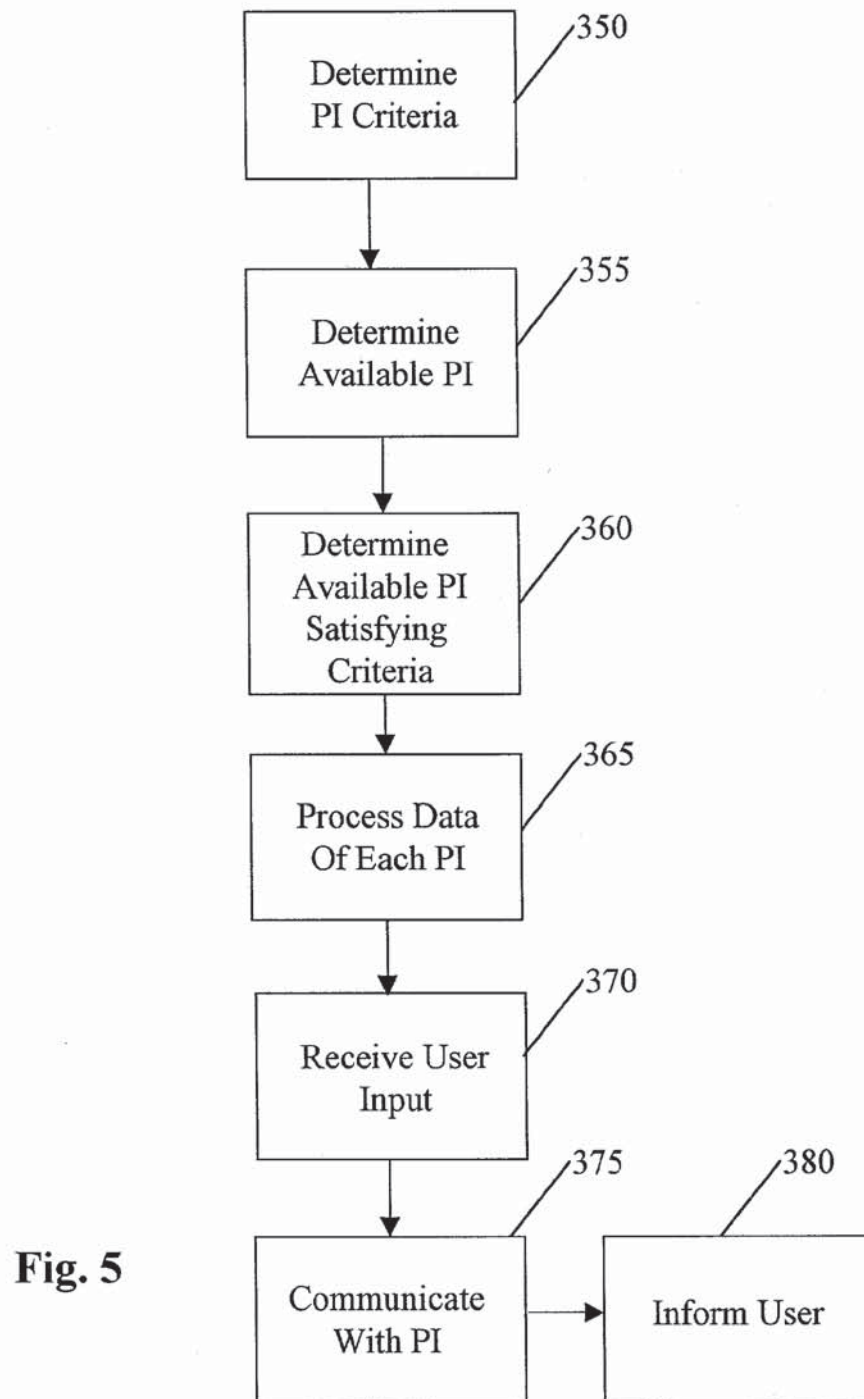 350
Determine
PI Criteria
355
Determine
Available PI
360
Determine
Available PI
Satisfying
Criteria
365
Process Data
Of Each PI
370
Receive User
Input
375
380
Fig. 5
Communicate
With PI
Inform User